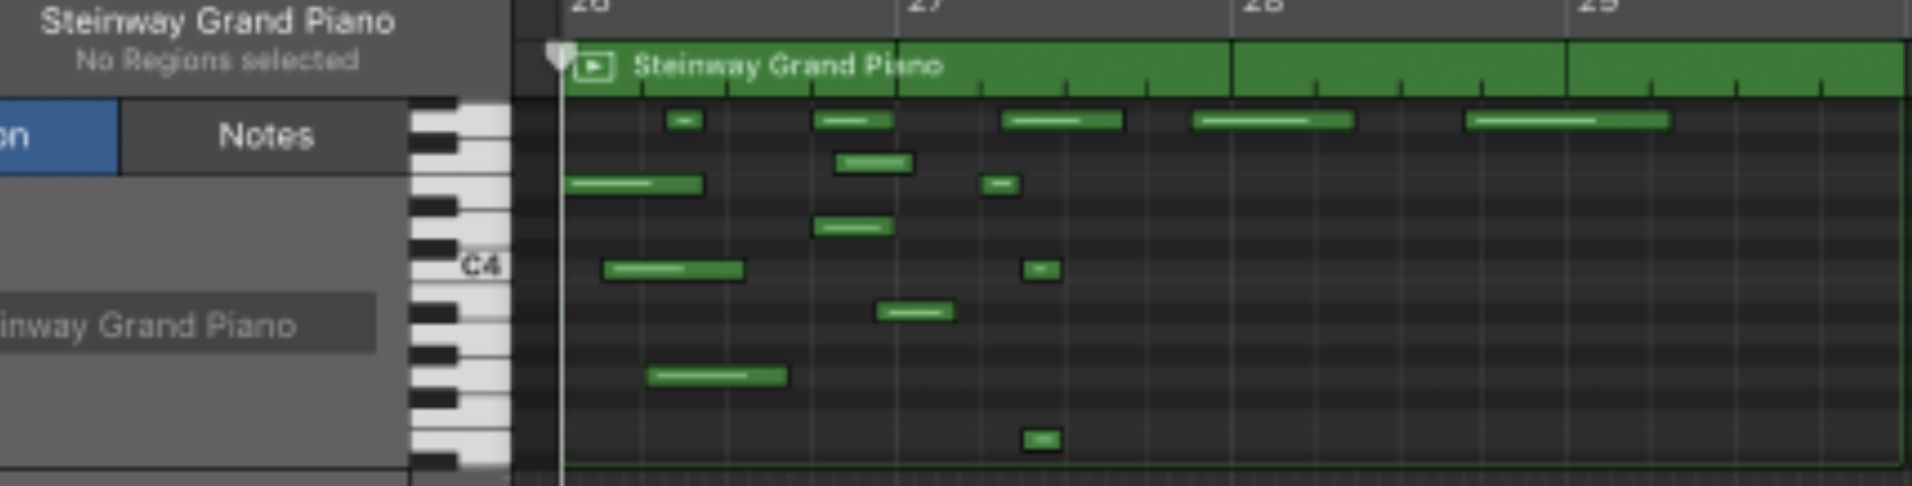 Steinway Grand Piano
No Regions selected
26 27 28 29
Steinway Grand Piano
on
Notes
C4
inway Grand Piano